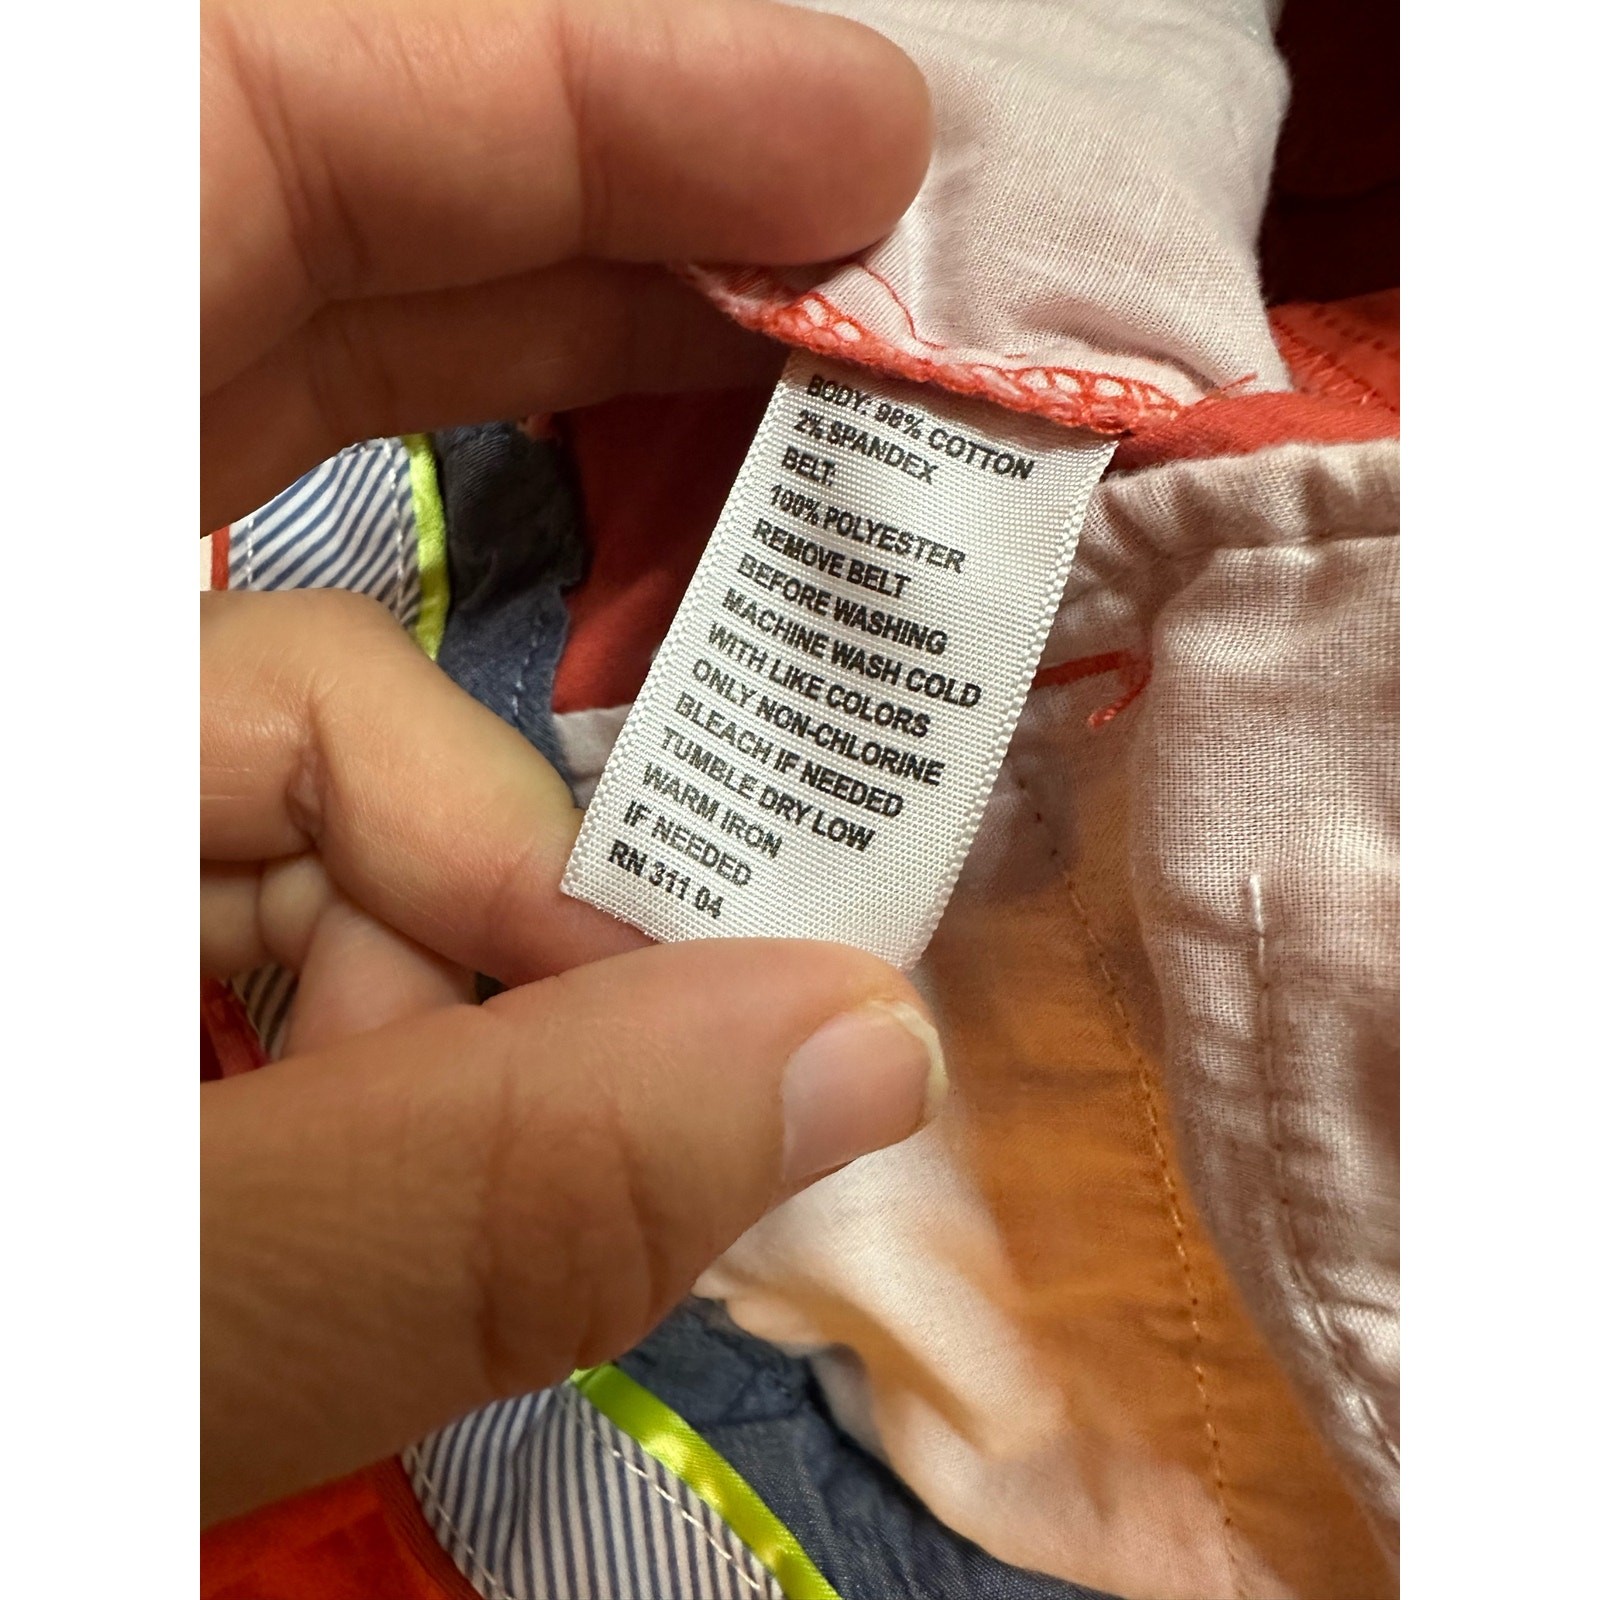 BODY: 98% COTTON
2% SPANDEX
BELT:
100% POLYESTER
REMOVE BELT
BEFORE WASHING
MACHINE WASH COLD
WITH LIKE COLORS
ONLY NON-CHLORINE
BLEACH IF NEEDED
TUMBLE DRY LOW
WARM IRON
IF NEEDED
RN 311 04